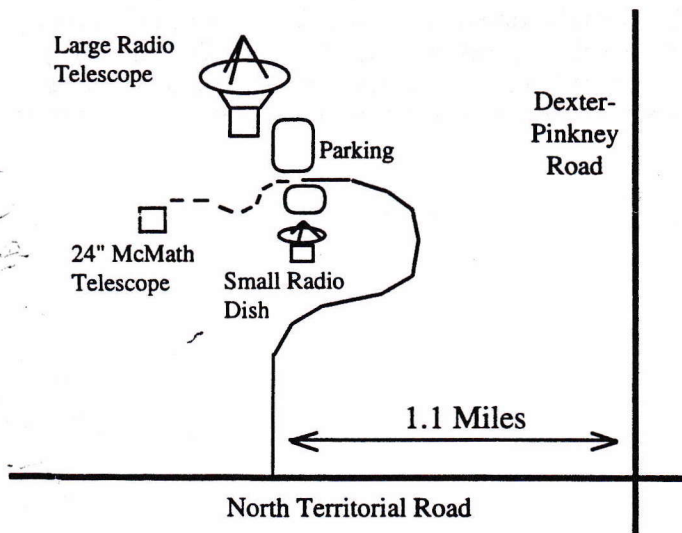 Large Radio
Telescope
Dexter-
Pinkney
Road
Parking
24" McMath
Telescope
Small Radio
Dish
1.1 Miles
North Territorial Road